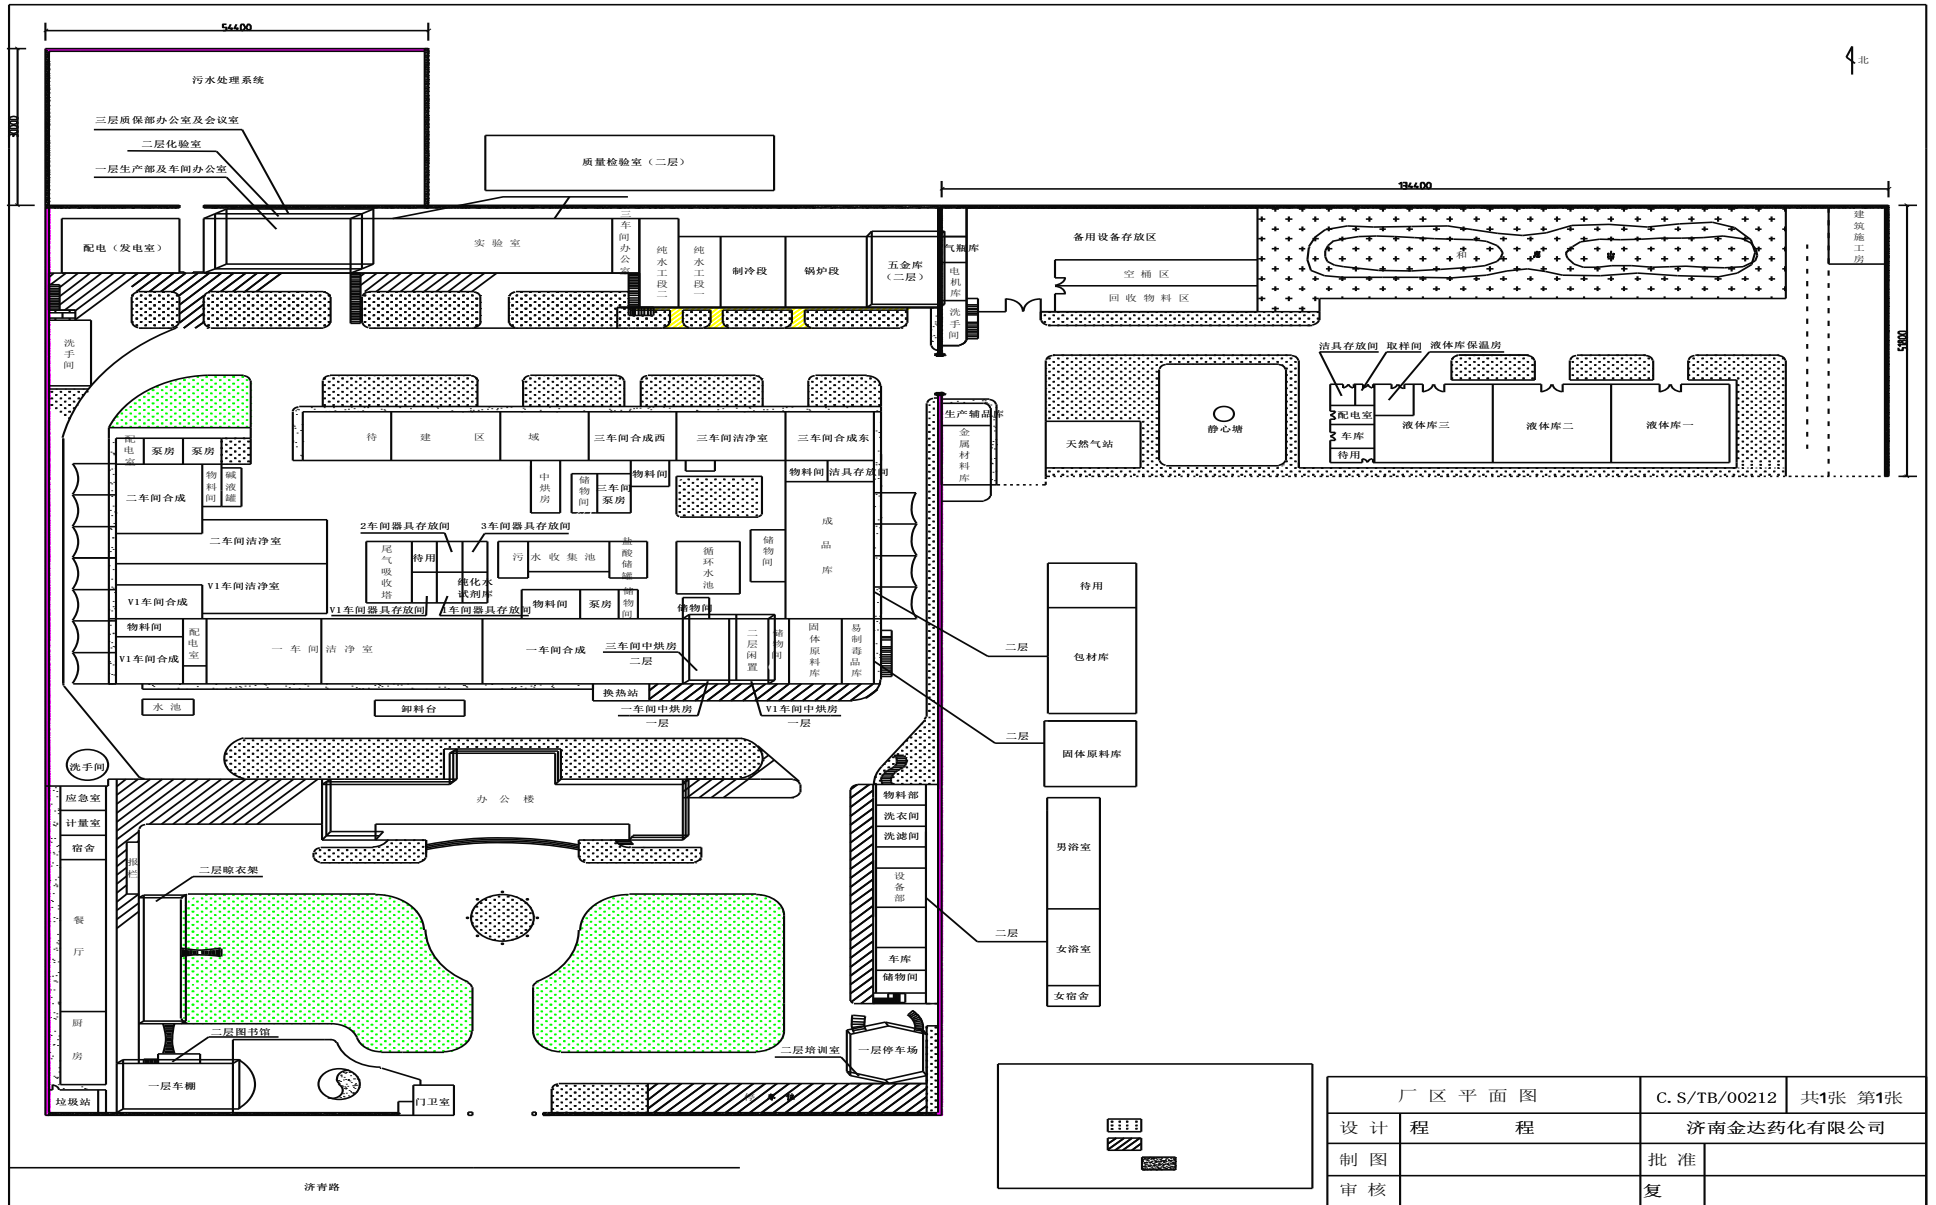 54400
北
污水处理系统
30000
三层质保部办公室及会议室
二层化验室
一层生产部及车间办公室
质量检验室（二层）
134400
配电（发电室）
实验室
三车间办公室
纯水工段二
纯水工段一
制冷段
锅炉段
五金库
（二层）
气瓶库
电机库
洗手间
备用设备存放区
空桶区
回收物料区
和
建筑施工房
51800
洗手间
洁具存放间 取样间 液体库保温房
配电室
车库
待用
液体库三
液体库二
液体库一
静心塘
天然气站
生产辅品库
金属材料库
待建区域
三车间合成西
三车间洁净室
三车间合成东
配电室
泵房
泵房
二车间合成
物料间
碱液罐
中烘房
储物间
三车间
泵房
物料间
物料间
洁具存放间
成品库
二车间洁净室
2车间器具存放间
3车间器具存放间
尾气吸收塔
待用
纯化水
试剂库
污水收集池
盐酸储罐
循环水池
储物间
V1车间洁净室
V1车间合成
V1车间器具存放间
1车间器具存放间
物料间
泵房
储物间
储物间
物料间
V1车间合成
配电室
一车间洁净室
一车间合成
三车间中烘房
二层
二层闲置
储物间
固体原料库
易制毒品库
换热站
一车间中烘房
一层
V1车间中烘房
一层
水池
卸料台
二层
待用
包材库
二层
固体原料库
洗手间
应急室
计量室
宿舍
餐厅
厨房
垃圾站
报栏
办公楼
二层晾衣架
二层图书馆
一层车棚
门卫室
物料部
洗衣间
洗滤间
设备部
车库
储物间
二层
男浴室
女浴室
女宿舍
二层培训室
一层停车场
济青路
厂区平面图
C.S/TB/00212
共1张 第1张
设计
程 程
济南金达药化有限公司
制图
批准
审核
复